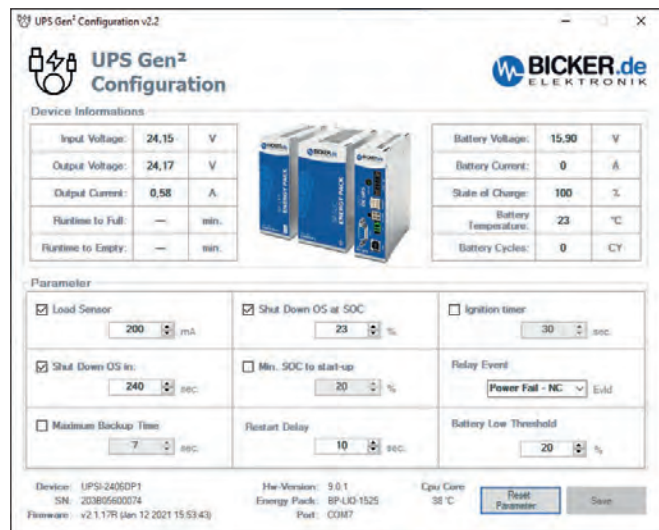 UPS Gen² Configuration v2.2
UPS Gen²
Configuration
BICKER.de
ELEKTRONIK
Device Informations
Input Voltage: 24,15 V
Output Voltage: 24,17 V
Output Current: 0,58 A
Runtime to Full: — min.
Runtime to Empty: — min.
ENERGY PACK
ENERGY PACK
Battery Voltage: 15,90 V
Battery Current: 0 A
State of Charge: 100 %
Battery Temperature: 23 °C
Battery Cycles: 0 CY
Parameter
Load Sensor
200 mA
Shut Down OS at SOC
23 %
Ignition timer
30 sec.
Shut Down OS in:
240 sec.
Min. SOC to start-up
20 %
Relay Event
Power Fail - NC EvId
Maximum Backup Time
7 sec.
Restart Delay
10 sec.
Battery Low Threshold
20 %
Device: UPSI-2406DP1
SN: 203B05600074
Firmware: v2.1.17R (Jan 12 2021 15:53:43)
Hw-Version: 9.0.1
Energy Pack: BP-LIO-1525
Port: COM7
Cpu Core
38 °C
Reset
Parameter
Save